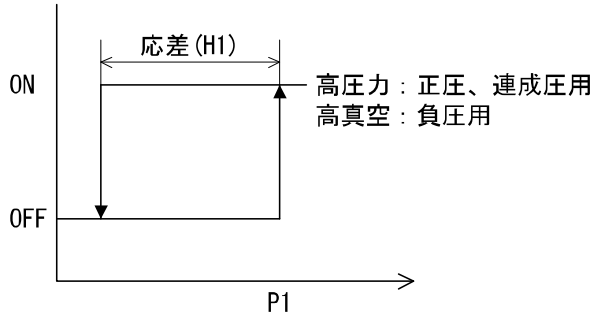 応差(H1)
ON
高圧力：正圧、連成圧用
高真空：負圧用
OFF
P1